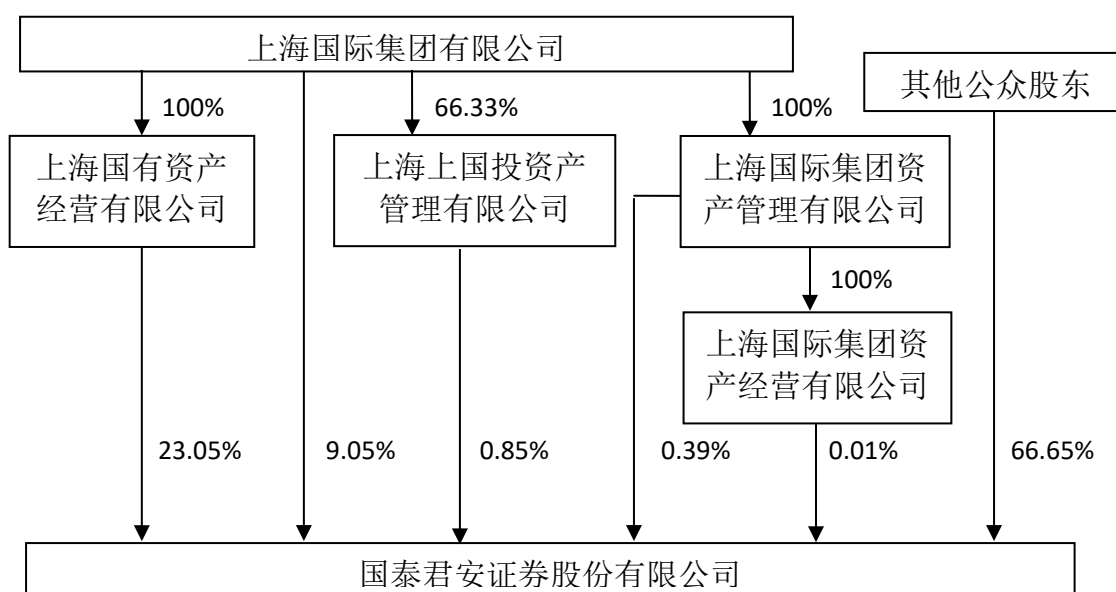 上海国际集团有限公司
其他公众股东
100%
66.33%
100%
上海国有资产
经营有限公司
上海上国投资产
管理有限公司
上海国际集团资
产管理有限公司
100%
上海国际集团资
产经营有限公司
23.05%
9.05%
0.85%
0.39%
0.01%
66.65%
国泰君安证券股份有限公司